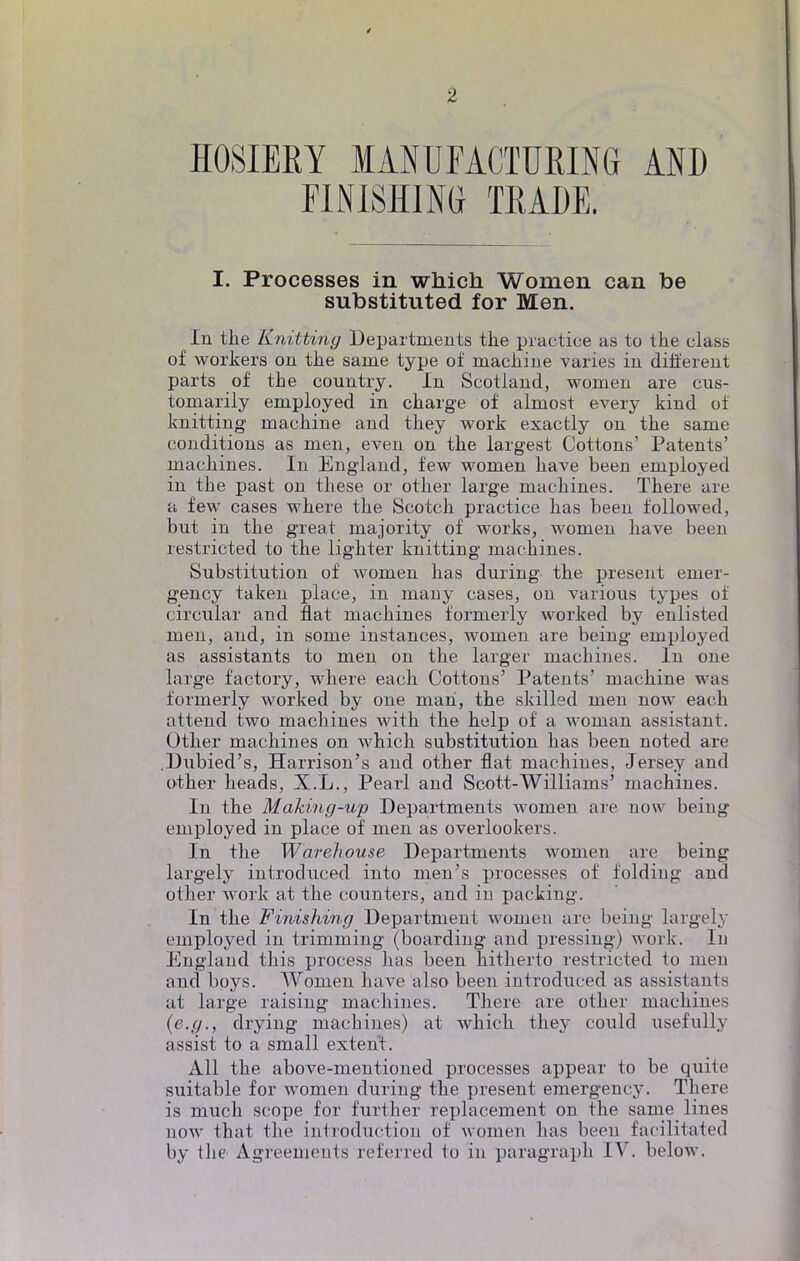 2
HOSIERY MANUFACTURING AND
FINISHING TRADE.
I. Processes in which Women can be
substituted for Men.
In the Knitting Departments the practice as to the class
of workers on the same type of machine varies in different
parts of the country. In Scotland, women are cus-
tomarily employed in charge of almost every kind of
knitting machine and they work exactly on the same
conditions as men, even on the largest Cottons' Patents'
machines. In England, few women have been employed
in the past on these or other large machines. There are
a few cases where the Scotch practice has been followed,
but in the great majority of works, women have been
restricted to the lighter knitting machines.
Substitution of women has during the present emer-
gency taken place, in many cases, on various types of
circular and flat machines formerly worked by enlisted
men, and, in some instances, women are being employed
as assistants to men on the larger machines. In one
large factory, where each Cottons' Patents' machine was
formerly worked by one man, the skilled men now each
attend two machines with the help of a woman assistant.
Other machines on which substitution has been noted are
Dubied's, Harrison's and other flat machines, Jersey and
other heads, X.L., Pearl and Scott-Williams' machines.
In the Making-up Departments women are now being
employed in place of men as overlookers.
In the Warehouse Departments women are being
largely introduced into men's processes of folding and
other work at the counters, and in packing.
In the Finishing Department women are being largely
employed in trimming (boarding and pressing) work. In
England this process has been hitherto restricted to men
and boys. Women have also been introduced as assistants
at large raising machines. There are other machines
(e.g., drying machines) at which they could usefully
assist to a small extent.
All the above-mentioned processes appear to be quite
suitable for women during the present emergency. There
is much scope for further replacement on the same lines
now that the introduction of women has been facilitated
by the Agreements referred to in paragraph IV. below.